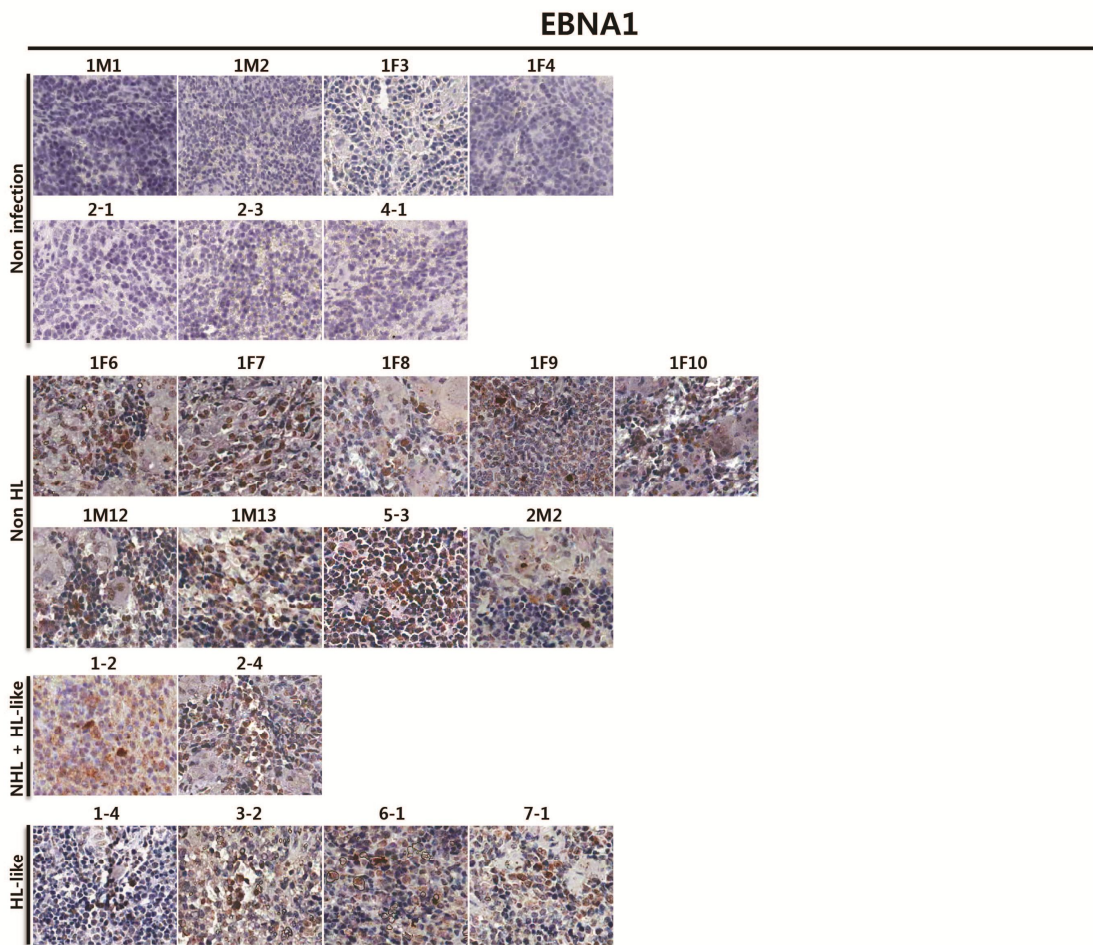 EBNA1
Non infection
1M1 1M2 1F3 1F4
2-1 2-3 4-1
Non HL
1F6 1F7 1F8 1F9 1F10
1M12 1M13 5-3 2M2
NHL + HL-like
1-2 2-4
HL-like
1-4 3-2 6-1 7-1